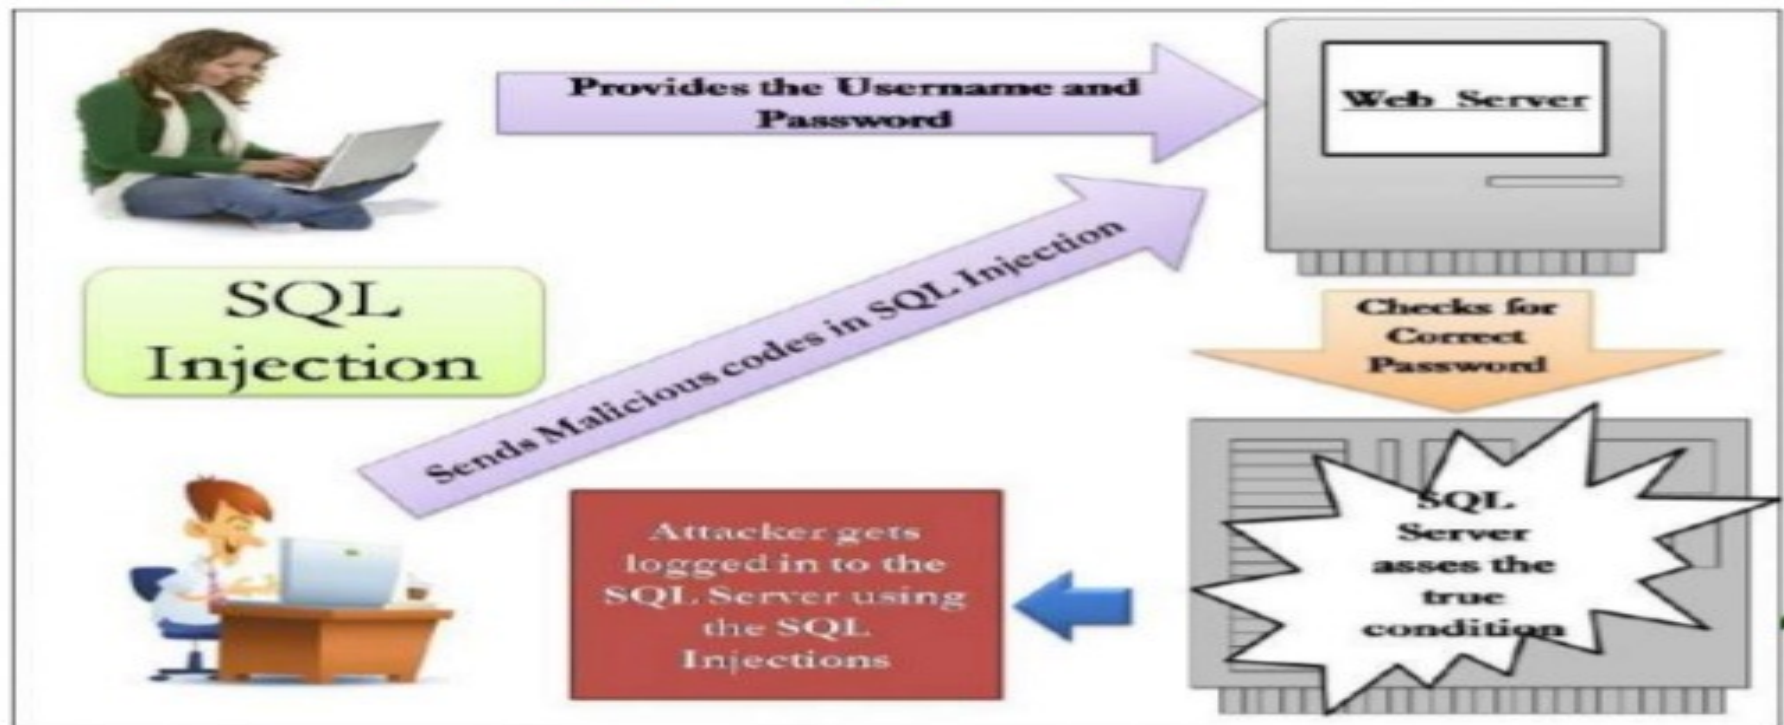 Provides the Username and
Password
Web Server
SQL
Injection
Sends Malicious codes in SQL Injection
Checks for
Correct
Password
SQL
Server
asses the
true
condition
Attacker gets
logged in to the
SQL Server using
the SQL
Injections